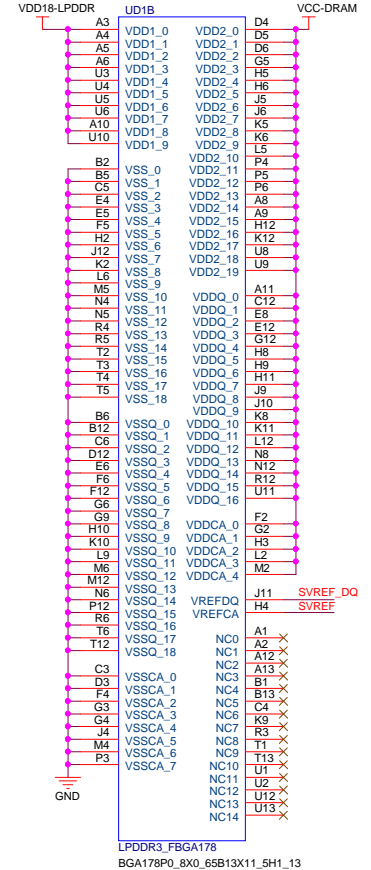 VDD18-LPDDR UD1B VCC-DRAM
A3 VDD1_0 VDD2_0 D4
A4 VDD1_1 VDD2_1 D5
A5 VDD1_2 VDD2_2 D6
A6 VDD1_3 VDD2_3 G5
U3 VDD1_4 VDD2_4 H5
U4 VDD1_5 VDD2_5 H6
U5 VDD1_6 VDD2_6 J5
U6 VDD1_7 VDD2_7 J6
A10 VDD1_8 VDD2_8 K5
U10 VDD1_9 VDD2_9 K6
VDD2_10 L5
B2 VSS_0 VDD2_11 P4
B5 VSS_1 VDD2_12 P5
C5 VSS_2 VDD2_13 P6
E4 VSS_3 VDD2_14 A8
E5 VSS_4 VDD2_15 A9
F5 VSS_5 VDD2_16 H12
H2 VSS_6 VDD2_17 K12
J12 VSS_7 VDD2_18 U8
K2 VSS_8 VDD2_19 U9
L6 VSS_9
M5 VSS_10 VDDQ_0 A11
N4 VSS_11 VDDQ_1 C12
N5 VSS_12 VDDQ_2 E8
R4 VSS_13 VDDQ_3 E12
R5 VSS_14 VDDQ_4 G12
T2 VSS_15 VDDQ_5 H8
T3 VSS_16 VDDQ_6 H9
T4 VSS_17 VDDQ_7 H11
T5 VSS_18 VDDQ_8 J9
VDDQ_9 J10
B6 VSSQ_0 VDDQ_10 K8
B12 VSSQ_1 VDDQ_11 K11
C6 VSSQ_2 VDDQ_12 L12
D12 VSSQ_3 VDDQ_13 N8
E6 VSSQ_4 VDDQ_14 N12
F6 VSSQ_5 VDDQ_15 R12
F12 VSSQ_6 VDDQ_16 U11
G6 VSSQ_7
G9 VSSQ_8 VDDCA_0 F2
H10 VSSQ_9 VDDCA_1 G2
K10 VSSQ_10 VDDCA_2 H3
L9 VSSQ_11 VDDCA_3 L2
M6 VSSQ_12 VDDCA_4 M2
M12 VSSQ_13
N6 VSSQ_14 VREFDQ J11 SVREF_DQ
P12 VSSQ_15 VREFCA H4 SVREF
R6 VSSQ_16
T6 VSSQ_17 NC0 A1
T12 VSSQ_18 NC1 A2
NC2 A12
C3 VSSCA_0 NC3 A13
D3 VSSCA_1 NC4 B1
F4 VSSCA_2 NC5 B13
G3 VSSCA_3 NC6 C4
G4 VSSCA_4 NC7 K9
J4 VSSCA_5 NC8 R3
M4 VSSCA_6 NC9 T1
P3 VSSCA_7 NC10 T13
NC11 U1
NC12 U2
NC13 U12
NC14 U13
GND
LPDDR3_FBGA178
BGA178P0_8X0_65B13X11_5H1_13